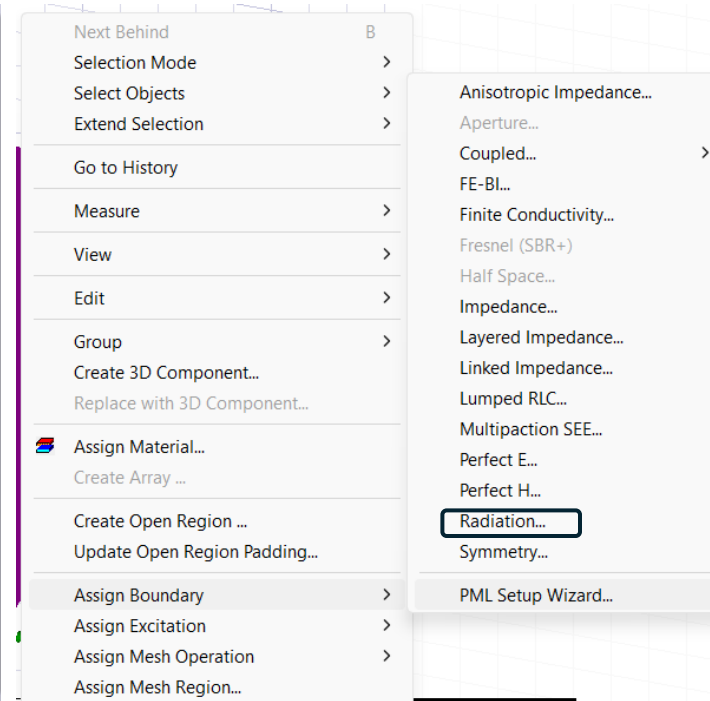 Next Behind B
Selection Mode
Select Objects
Extend Selection
Go to History
Measure
View
Edit
Group
Create 3D Component...
Replace with 3D Component...
Assign Material...
Create Array ...
Create Open Region ...
Update Open Region Padding...
Assign Boundary
Assign Excitation
Assign Mesh Operation
Assign Mesh Region...
Anisotropic Impedance...
Aperture...
Coupled...
FE-BI...
Finite Conductivity...
Fresnel (SBR+)
Half Space...
Impedance...
Layered Impedance...
Linked Impedance...
Lumped RLC...
Multipaction SEE...
Perfect E...
Perfect H...
Radiation...
Symmetry...
PML Setup Wizard...